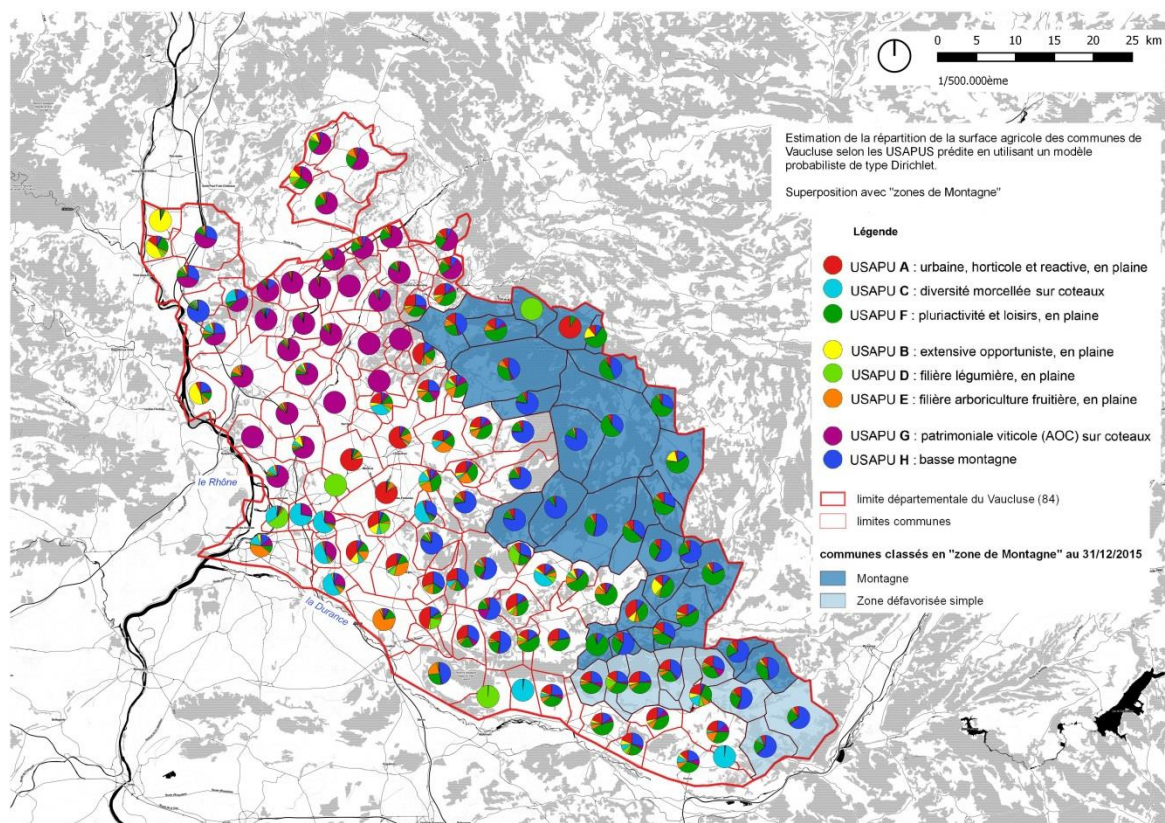 0 5 10 15 20 25 km
1/500.000ème
Estimation de la répartition de la surface agricole des communes de
Vaucluse selon les USAPUS prédite en utilisant un modèle
probabiliste de type Dirichlet.
Superposition avec "zones de Montagne"
Légende
USAPU A : urbaine, horticole et reactive, en plaine
USAPU C : diversité morcellée sur coteaux
USAPU F : pluriactivité et loisirs, en plaine
USAPU B : extensive opportuniste, en plaine
USAPU D : filière légumière, en plaine
USAPU E : filière arboriculture fruitière, en plaine
USAPU G : patrimoniale viticole (AOC) sur coteaux
USAPU H : basse montagne
limite départementale du Vaucluse (84)
limites communes
communes classés en "zone de Montagne" au 31/12/2015
Montagne
Zone défavorisée simple
le Rhône
la Durance